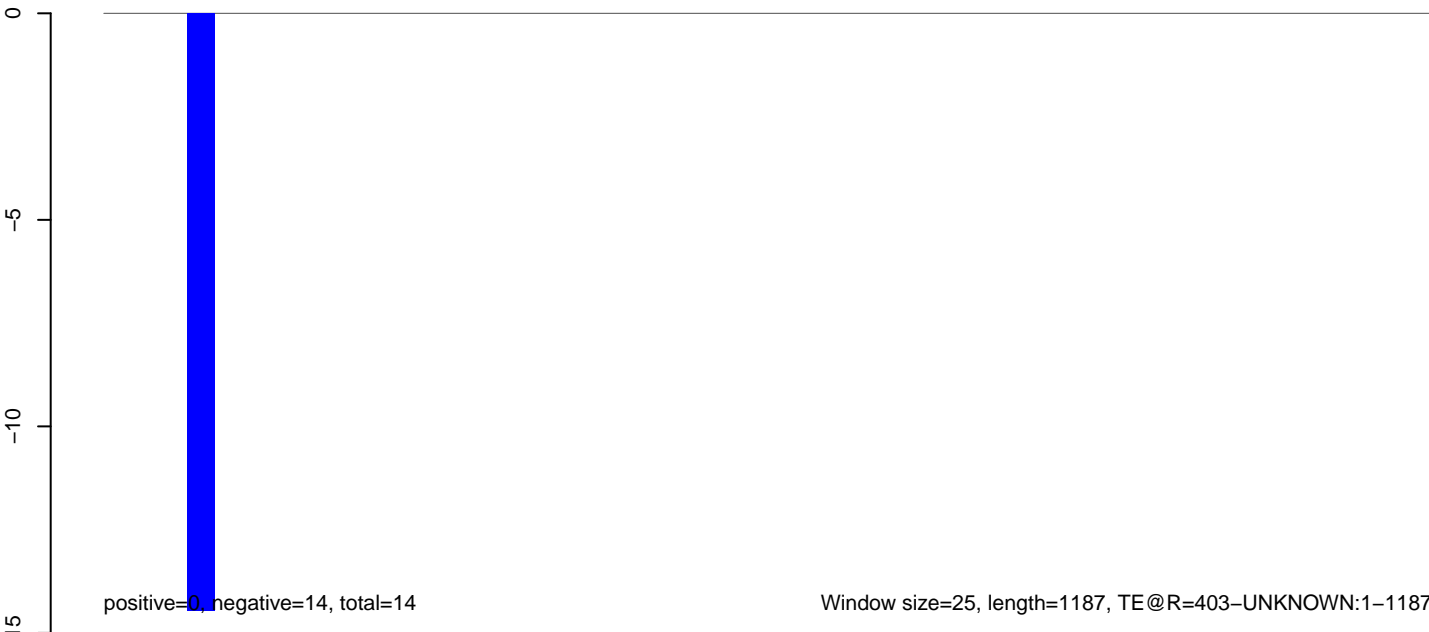 0
−5
−10
15
positive=0, negative=14, total=14
Window size=25, length=1187, TE@R=403−UNKNOWN:1−1187